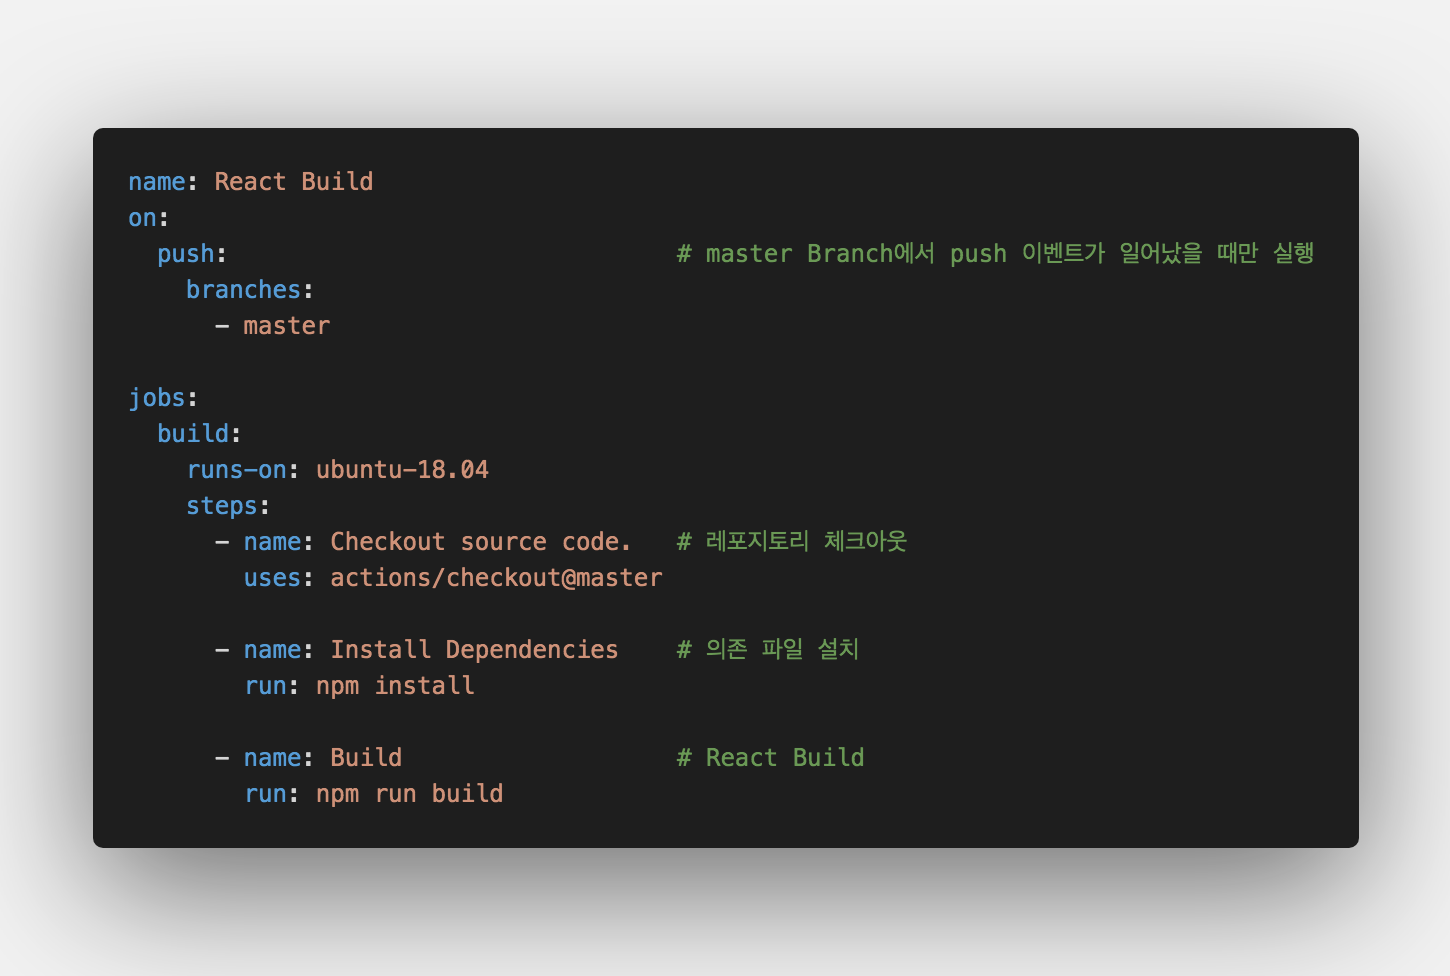 name: React Build
on:
  push:                               # master Branch에서 push 이벤트가 일어났을 때만 실행
    branches:
      - master

jobs:
  build:
    runs-on: ubuntu-18.04
    steps:
      - name: Checkout source code.   # 레포지토리 체크아웃
        uses: actions/checkout@master

      - name: Install Dependencies    # 의존 파일 설치
        run: npm install

      - name: Build                   # React Build
        run: npm run build